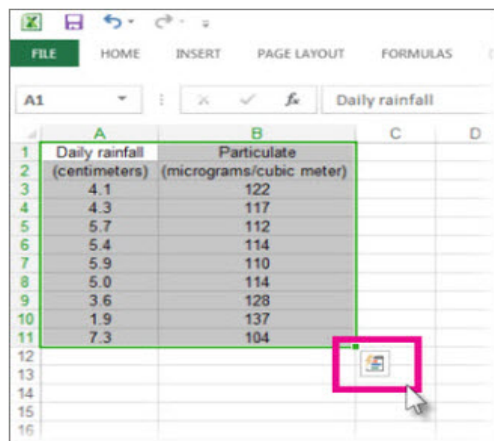 FILE HOME INSERT PAGE LAYOUT FORMULAS
A1 fx Daily rainfall
A B C D
1 Daily rainfall Particulate
2 (centimeters) (micrograms/cubic meter)
3 4.1 122
4 4.3 117
5 5.7 112
6 5.4 114
7 5.9 110
8 5.0 114
9 3.6 128
10 1.9 137
11 7.3 104
12
13
14
15
16